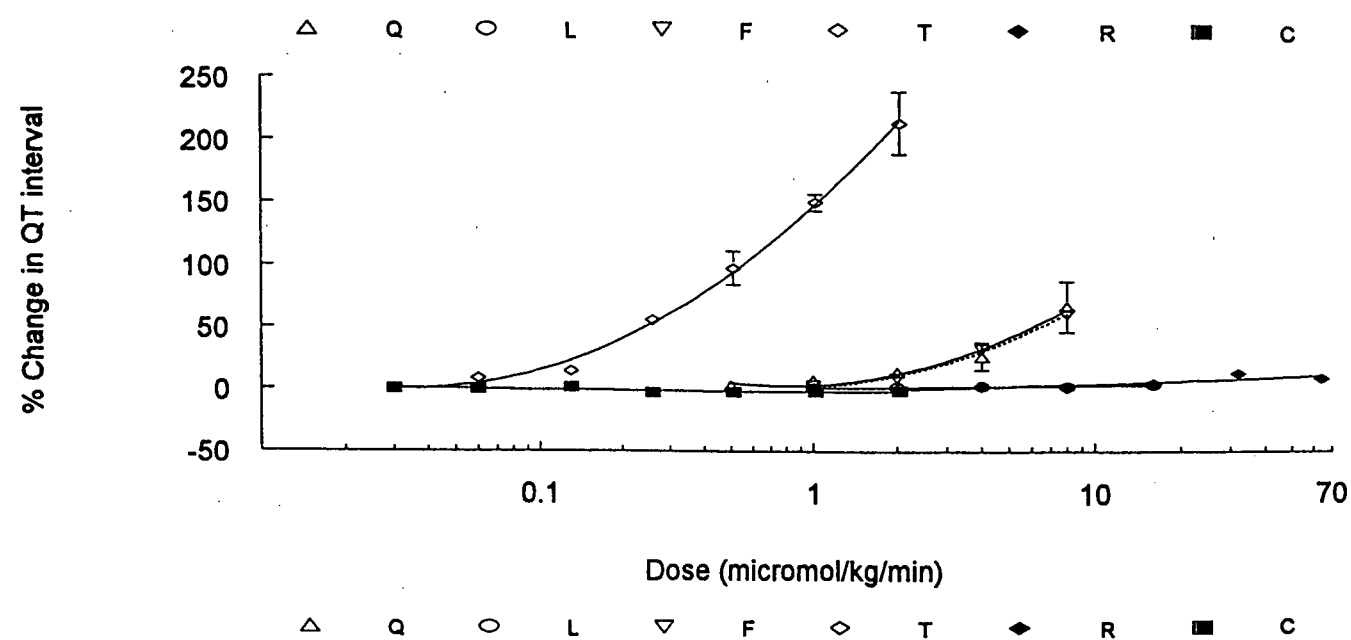 △ Q ○ L ▽ F ◇ T ◆ R ■ C
% Change in QT interval
250
200
150
100
50
0
-50
0.1 1 10 70
Dose (micromol/kg/min)
△ Q ○ L ▽ F ◇ T ◆ R ■ C